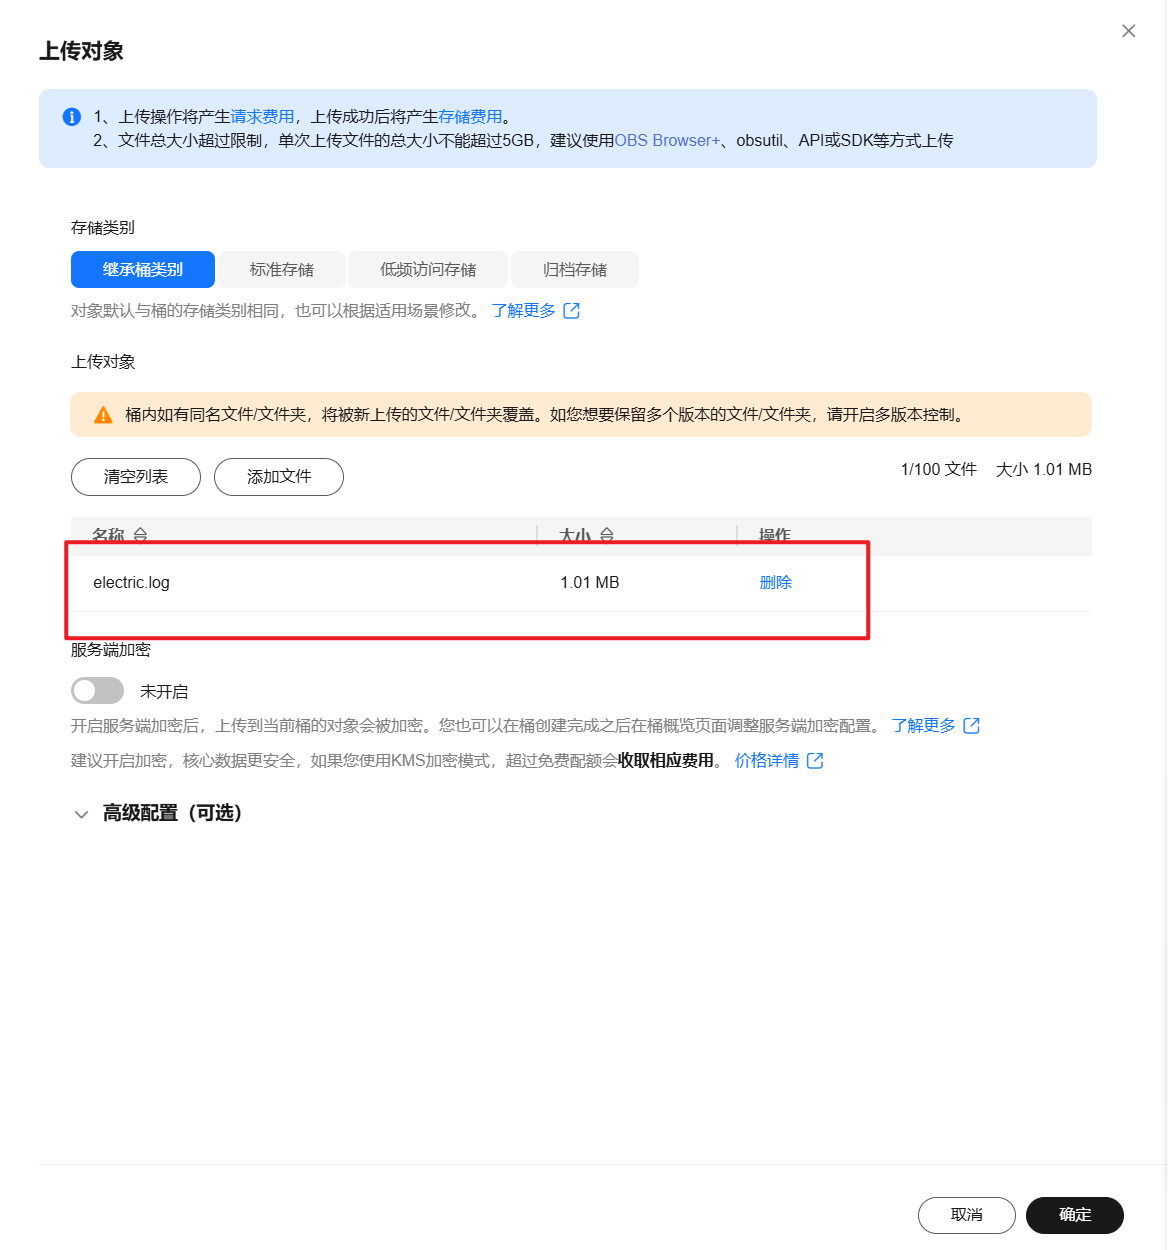 上传对象
1、上传操作将产生请求费用，上传成功后将产生存储费用。
2、文件总大小超过限制，单次上传文件的总大小不能超过5GB，建议使用OBS Browser+、obsutil、API或SDK等方式上传
存储类别
继承桶类别 标准存储 低频访问存储 归档存储
对象默认与桶的存储类别相同，也可以根据适用场景修改。 了解更多
上传对象
桶内如有同名文件/文件夹，将被新上传的文件/文件夹覆盖。如您想要保留多个版本的文件/文件夹，请开启多版本控制。
清空列表 添加文件 1/100 文件 大小 1.01 MB
名称 大小 操作
electric.log 1.01 MB 删除
服务端加密
未开启
开启服务端加密后，上传到当前桶的对象会被加密。您也可以在桶创建完成之后在桶概览页面调整服务端加密配置。 了解更多
建议开启加密，核心数据更安全，如果您使用KMS加密模式，超过免费配额会收取相应费用。 价格详情
高级配置（可选）
取消 确定